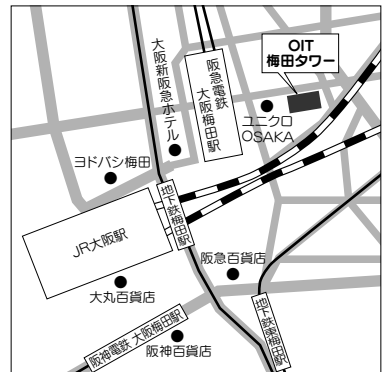 OIT
梅田タワー
大阪新阪急ホテル
阪急電鉄
大阪梅田駅
ユニクロ
OSAKA
ヨドバシ梅田
地下鉄梅田駅
JR大阪駅
阪急百貨店
大丸百貨店
地下鉄東梅田駅
阪神電鉄 大阪梅田駅
阪神百貨店